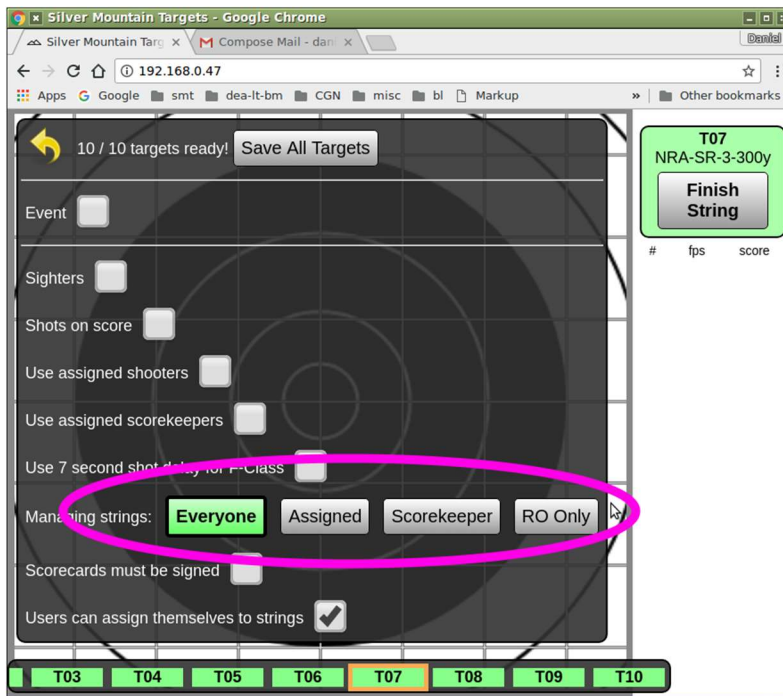 Silver Mountain Targets - Google Chrome
Silver Mountain Targ
Compose Mail - dan
Daniel
192.168.0.47
Apps Google smt dea-lt-bm CGN misc bl Markup » Other bookmarks
10 / 10 targets ready! Save All Targets
T07
NRA-SR-3-300y
Finish
String
# fps score
Event
Sighters
Shots on score
Use assigned shooters
Use assigned scorekeepers
Use 7 second shot delay for F-Class
Managing strings: Everyone Assigned Scorekeeper RO Only
Scorecards must be signed
Users can assign themselves to strings
T03 T04 T05 T06 T07 T08 T09 T10